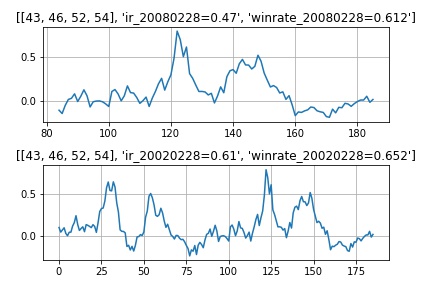 [[43, 46, 52, 54], 'ir_20080228=0.47', 'winrate_20080228=0.612']
0.5
0.0
80 100 120 140 160 180
[[43, 46, 52, 54], 'ir_20020228=0.61', 'winrate_20020228=0.652']
0.5
0.0
0 25 50 75 100 125 150 175